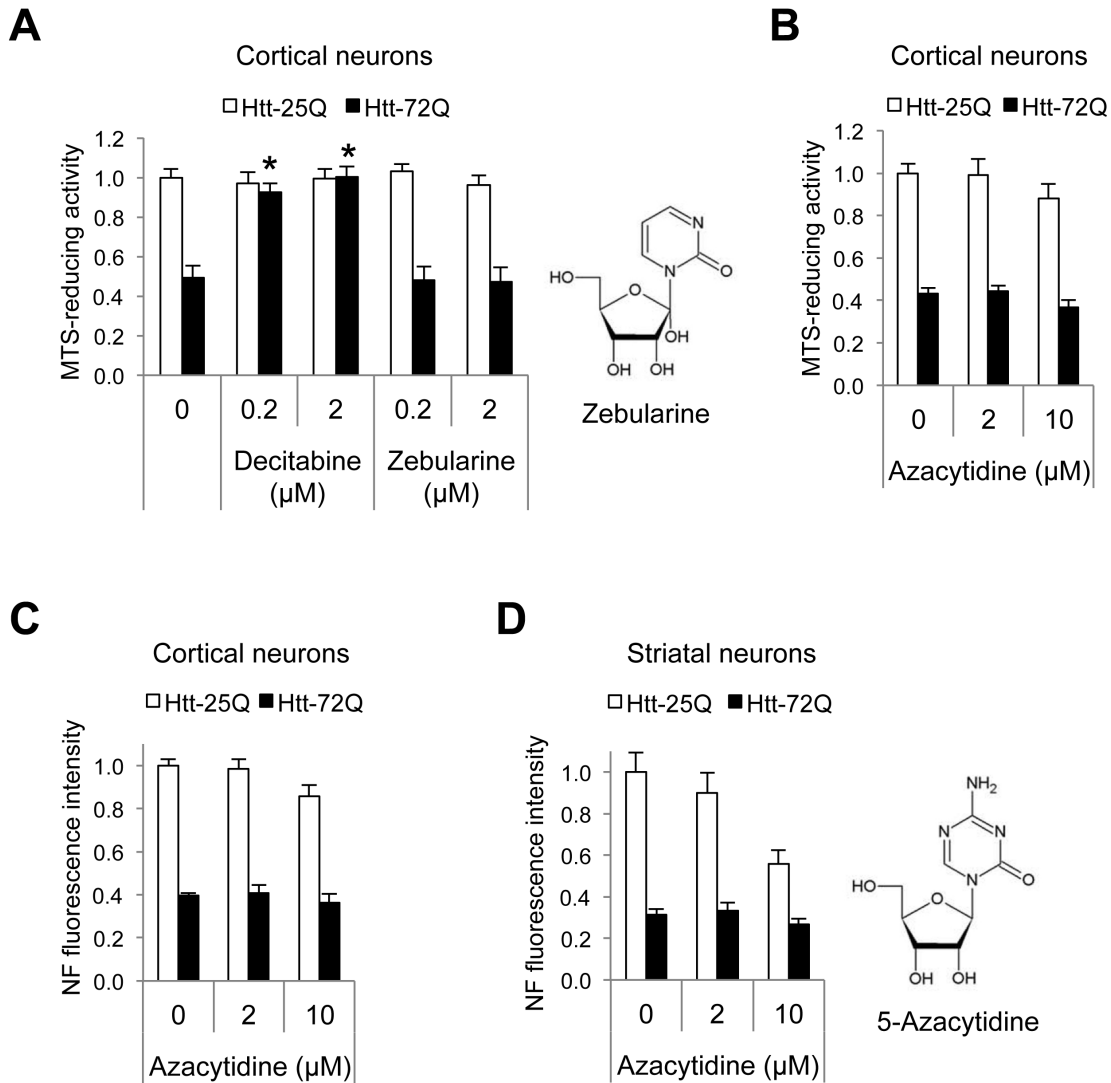 A
Cortical neurons
Htt-25Q Htt-72Q
MTS-reducing activity
1.2
1.0
0.8
0.6
0.4
0.2
0.0
* *
0 0.2 2 0.2 2
Decitabine (µM) Zebularine (µM)
N
N
O
HO
O
OH
OH OH
Zebularine
B
Cortical neurons
Htt-25Q Htt-72Q
MTS-reducing activity
1.2
1.0
0.8
0.6
0.4
0.2
0.0
0 2 10
Azacytidine (µM)
C
Cortical neurons
Htt-25Q Htt-72Q
NF fluorescence intensity
1.0
0.8
0.6
0.4
0.2
0.0
0 2 10
Azacytidine (µM)
D
Striatal neurons
Htt-25Q Htt-72Q
NF fluorescence intensity
1.0
0.8
0.6
0.4
0.2
0.0
0 2 10
Azacytidine (µM)
NH₂
N N
N O
HO
O
OH OH
5-Azacytidine